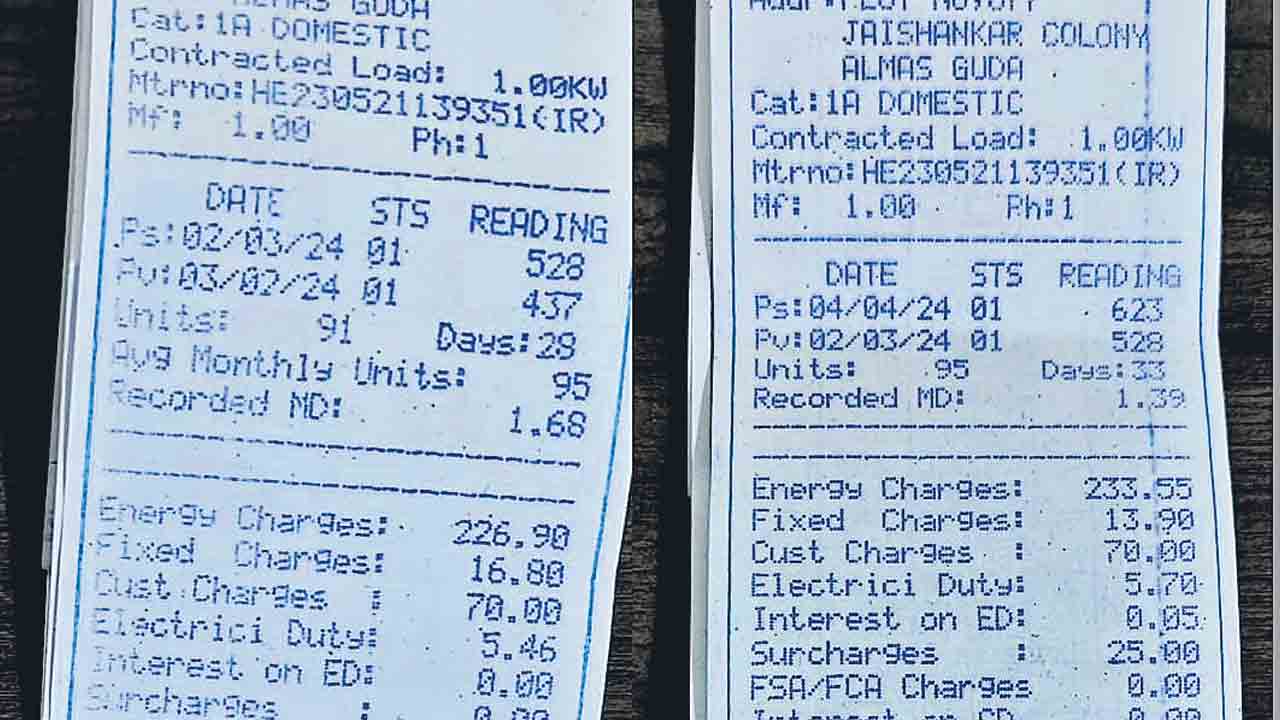 ALMAS GUDA
Cat:1A DOMESTIC
Contracted Load: 1.00KW
Mtrno:HE230521139351(IR)
Mf: 1.00 Ph:1
DATE STS READING
Ps:02/03/24 01 528
Pv:03/02/24 01 437
Units: 91 Days:28
Avg Monthly Units: 95
Recorded MD: 1.68
Energy Charges: 226.90
Fixed Charges: 16.80
Cust Charges : 70.00
Electrici Duty: 5.46
Interest on ED: 0.00
Surcharges : 0.00
JAISHANKAR COLONY
ALMAS GUDA
Cat:1A DOMESTIC
Contracted Load: 1.00KW
Mtrno:HE230521139351(IR)
Mf: 1.00 Ph:1
DATE STS READING
Ps:04/04/24 01 623
Pv:02/03/24 01 528
Units: 95 Days:33
Recorded MD: 1.39
Energy Charges: 233.55
Fixed Charges: 13.90
Cust Charges : 70.00
Electrici Duty: 5.70
Interest on ED: 0.05
Surcharges : 25.00
FSA/FCA Charges 0.00